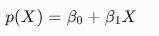 p(X) = β₀ + β₁X